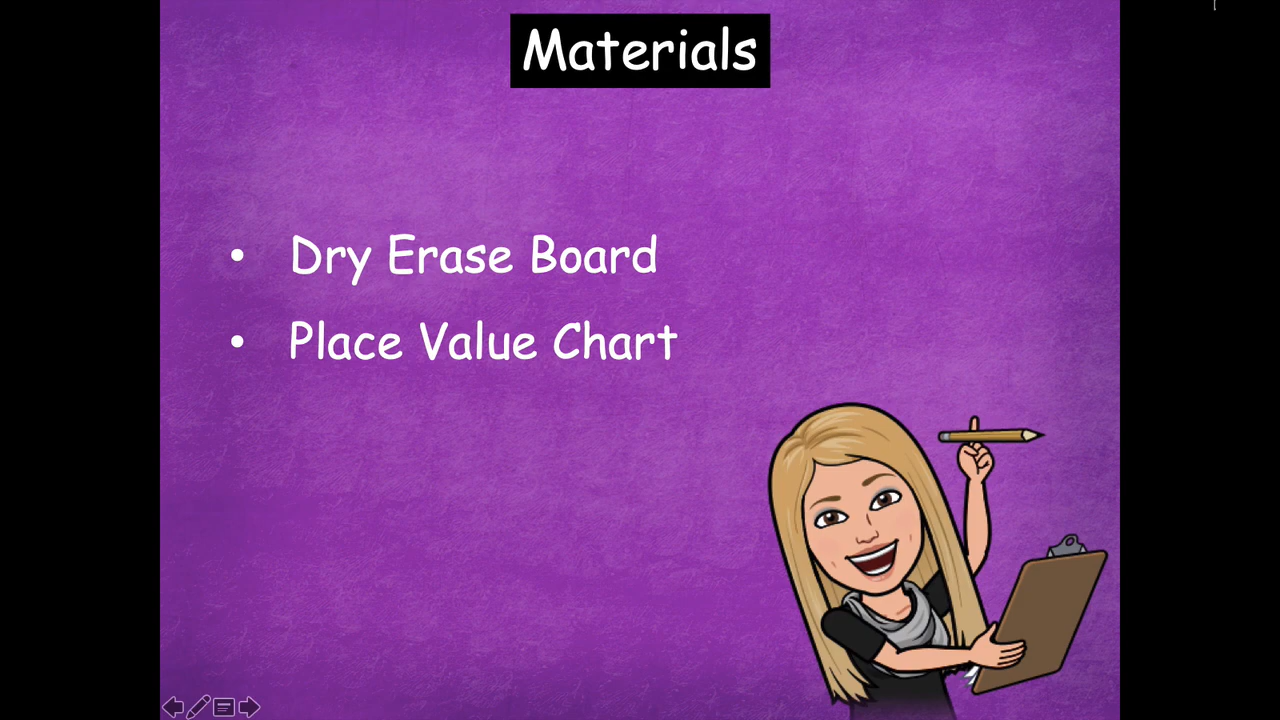 Materials
• Dry Erase Board
• Place Value Chart